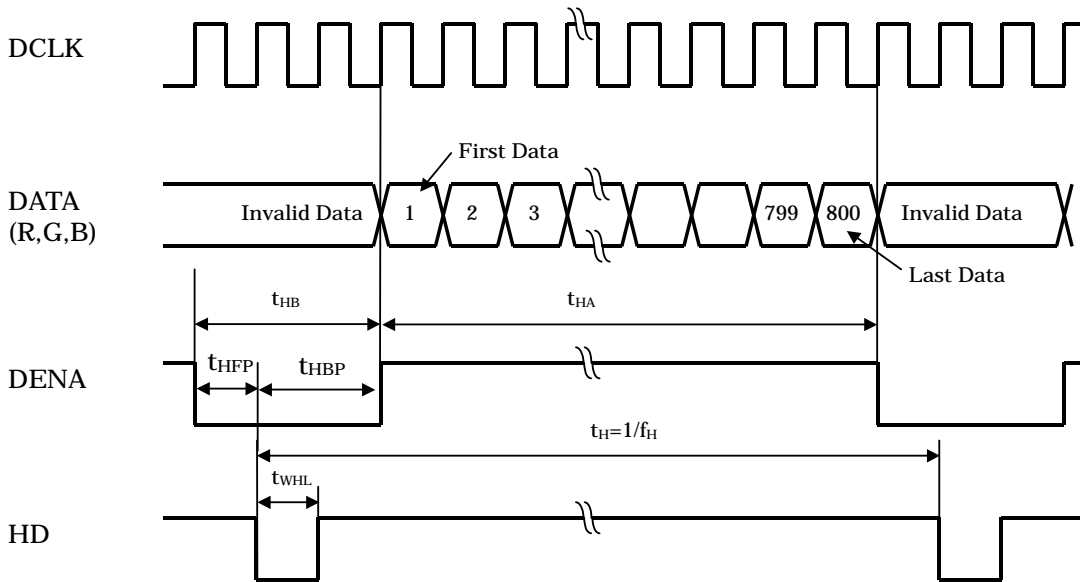 DCLK
First Data
DATA
(R,G,B)
Invalid Data 1 2 3 799 800 Invalid Data
Last Data
tHB tHA
tHFP tHBP
DENA
tH=1/fH
tWHL
HD